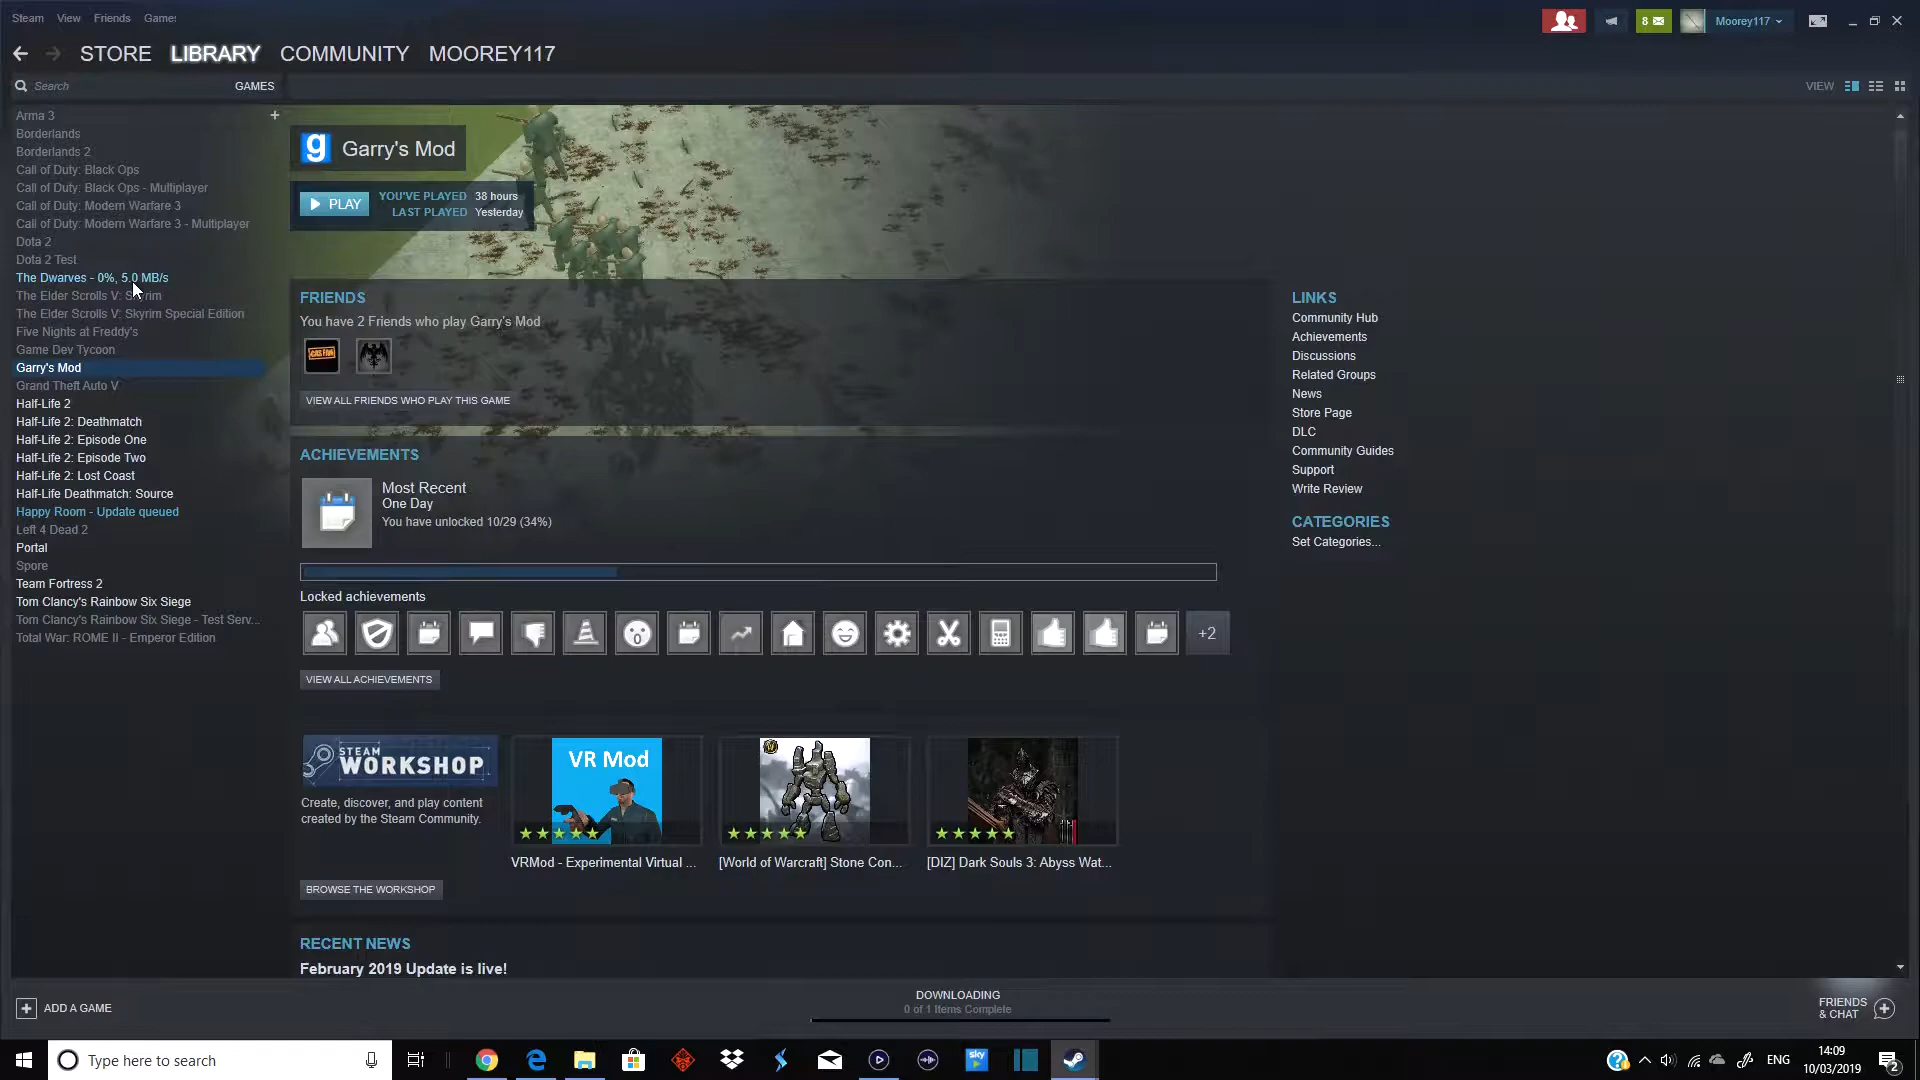 Steam View Friends Games
8 Moorey117
STORE LIBRARY COMMUNITY MOOREY117
Search GAMES VIEW
Arma 3
Borderlands
Borderlands 2
Call of Duty: Black Ops
Call of Duty: Black Ops - Multiplayer
Call of Duty: Modern Warfare 3
Call of Duty: Modern Warfare 3 - Multiplayer
Dota 2
Dota 2 Test
The Dwarves - 0%, 5.0 MB/s
The Elder Scrolls V: Skyrim
The Elder Scrolls V: Skyrim Special Edition
Five Nights at Freddy's
Game Dev Tycoon
Garry's Mod
Grand Theft Auto V
Half-Life 2
Half-Life 2: Deathmatch
Half-Life 2: Episode One
Half-Life 2: Episode Two
Half-Life 2: Lost Coast
Half-Life Deathmatch: Source
Happy Room - Update queued
Left 4 Dead 2
Portal
Spore
Team Fortress 2
Tom Clancy's Rainbow Six Siege
Tom Clancy's Rainbow Six Siege - Test Serv...
Total War: ROME II - Emperor Edition
g Garry's Mod
PLAY YOU'VE PLAYED 38 hours
LAST PLAYED Yesterday
FRIENDS
You have 2 Friends who play Garry's Mod
VIEW ALL FRIENDS WHO PLAY THIS GAME
ACHIEVEMENTS
Most Recent
One Day
You have unlocked 10/29 (34%)
Locked achievements
+2
VIEW ALL ACHIEVEMENTS
STEAM
WORKSHOP
Create, discover, and play content
created by the Steam Community.
BROWSE THE WORKSHOP
VR Mod
VRMod - Experimental Virtual ...
[World of Warcraft] Stone Con...
[DIZ] Dark Souls 3: Abyss Wat...
RECENT NEWS
February 2019 Update is live!
LINKS
Community Hub
Achievements
Discussions
Related Groups
News
Store Page
DLC
Community Guides
Support
Write Review
CATEGORIES
Set Categories...
ADD A GAME
DOWNLOADING
0 of 1 Items Complete
FRIENDS
& CHAT
Type here to search
sky
ENG
14:09
10/03/2019
2